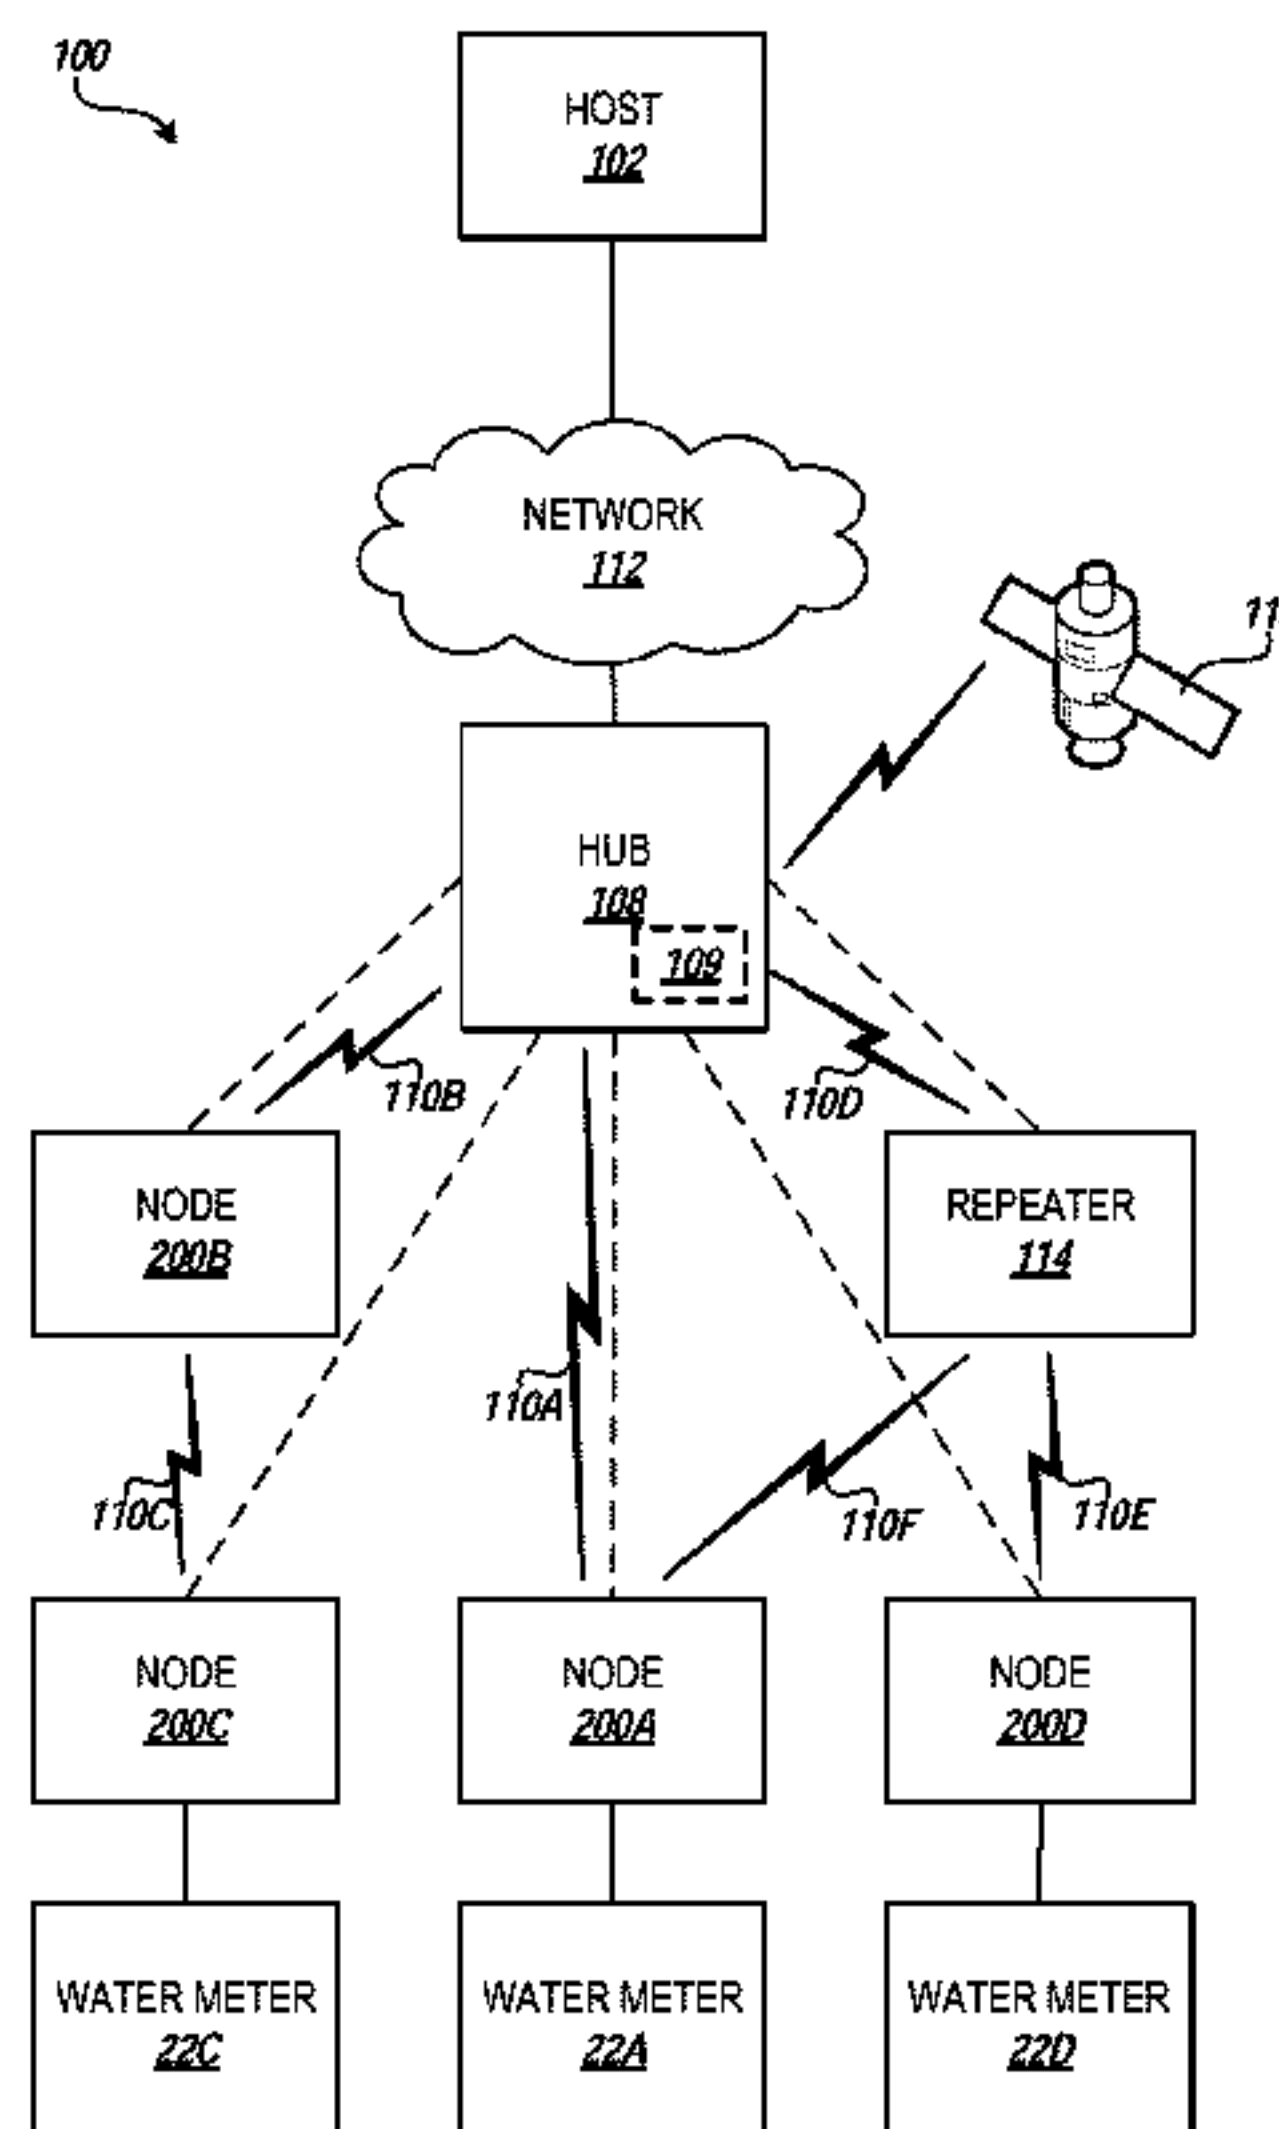 100
HOST
102
NETWORK
112
11
HUB
108
109
110B
110D
NODE
200B
REPEATER
114
110A
110C
110F
110E
NODE
200C
NODE
200A
NODE
200D
WATER METER
22C
WATER METER
22A
WATER METER
22D